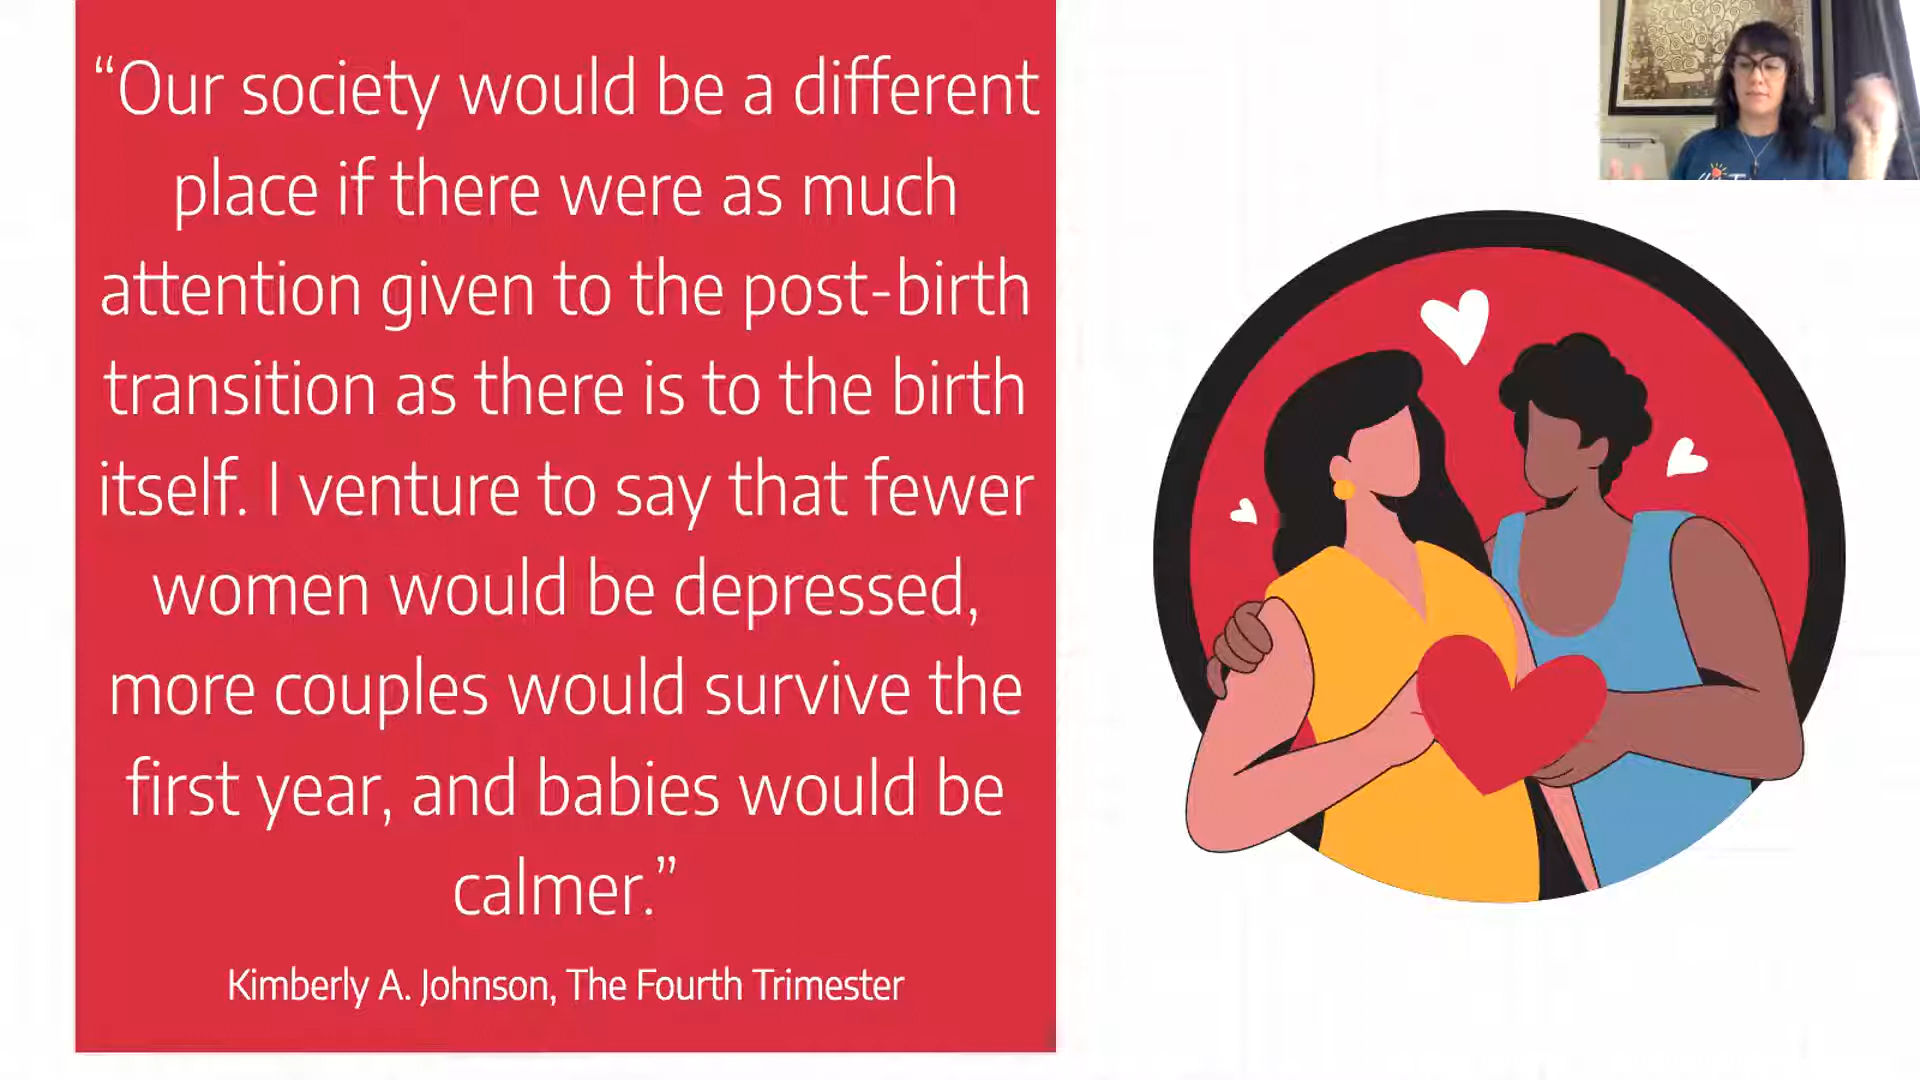 “Our society would be a different
place if there were as much
attention given to the post-birth
transition as there is to the birth
itself. I venture to say that fewer
women would be depressed,
more couples would survive the
first year, and babies would be
calmer.”
Kimberly A. Johnson, The Fourth Trimester